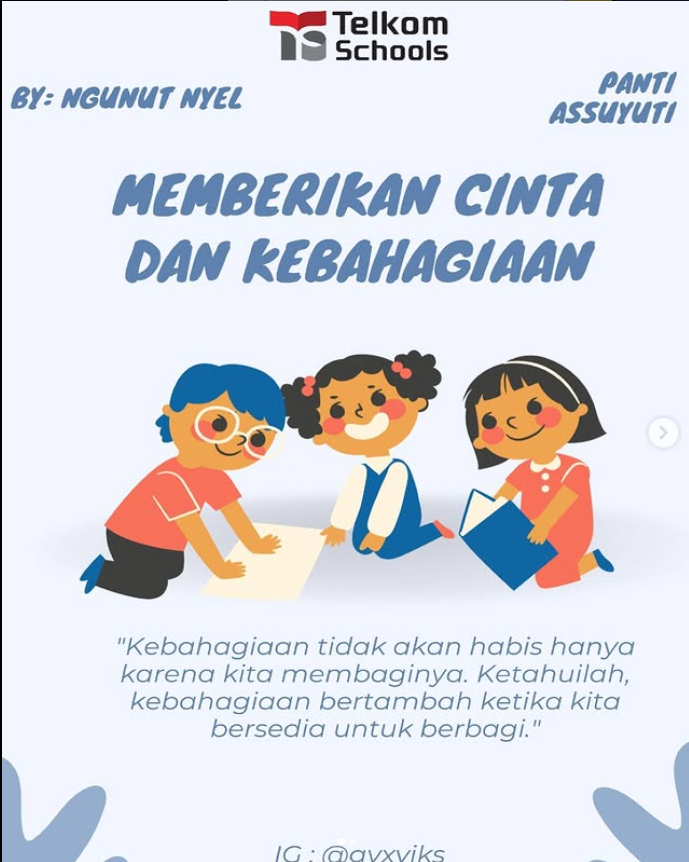 Telkom
Schools
BY: NGUNUT NYEL
PANTI
ASSUYUTI
MEMBERIKAN CINTA
DAN KEBAHAGIAAN
"Kebahagiaan tidak akan habis hanya
karena kita membaginya. Ketahuilah,
kebahagiaan bertambah ketika kita
bersedia untuk berbagi."
IG :